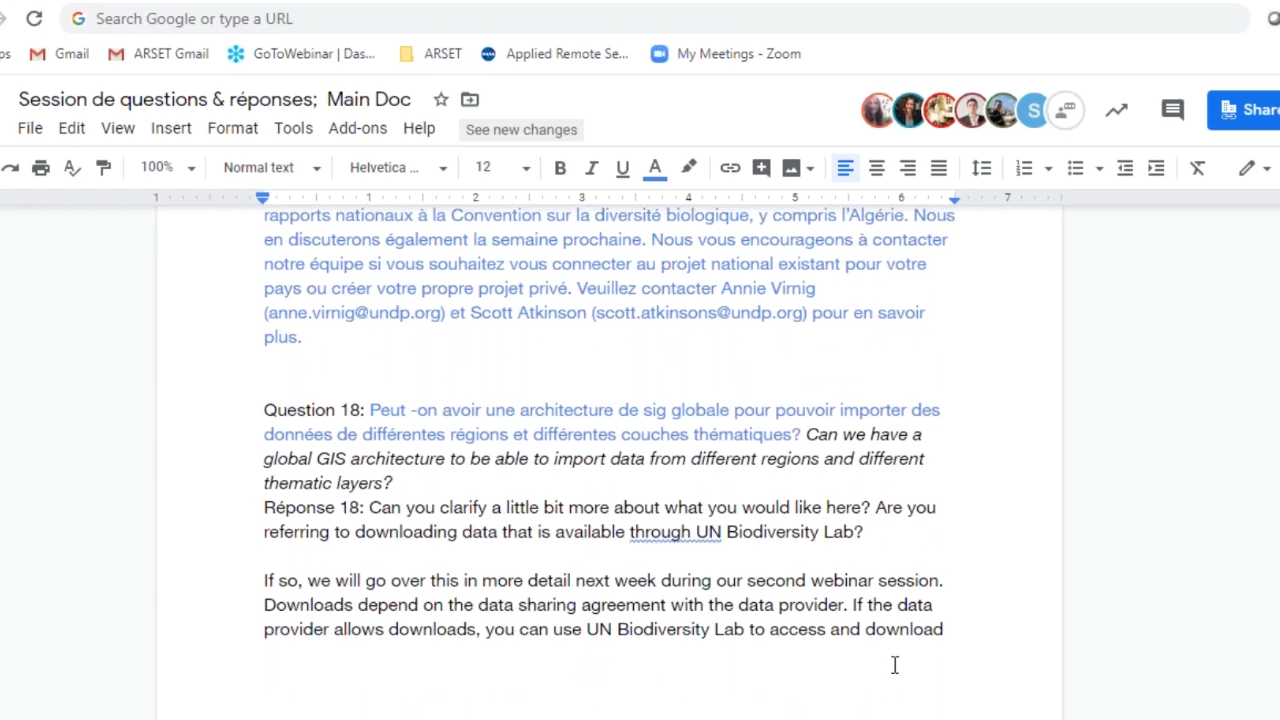 Search Google or type a URL
ps Gmail ARSET Gmail GoToWebinar | Das... ARSET Applied Remote Se... My Meetings - Zoom
Session de questions & réponses; Main Doc
S
Share
File Edit View Insert Format Tools Add-ons Help See new changes
100% Normal text Helvetica ... 12 B I U A
1 1 2 3 4 5 6 7
rapports nationaux à la Convention sur la diversité biologique, y compris l'Algérie. Nous
en discuterons également la semaine prochaine. Nous vous encourageons à contacter
notre équipe si vous souhaitez vous connecter au projet national existant pour votre
pays ou créer votre propre projet privé. Veuillez contacter Annie Virnig
(anne.virnig@undp.org) et Scott Atkinson (scott.atkinsons@undp.org) pour en savoir
plus.
Question 18: Peut -on avoir une architecture de sig globale pour pouvoir importer des
données de différentes régions et différentes couches thématiques? Can we have a
global GIS architecture to be able to import data from different regions and different
thematic layers?
Réponse 18: Can you clarify a little bit more about what you would like here? Are you
referring to downloading data that is available through UN Biodiversity Lab?
If so, we will go over this in more detail next week during our second webinar session.
Downloads depend on the data sharing agreement with the data provider. If the data
provider allows downloads, you can use UN Biodiversity Lab to access and download